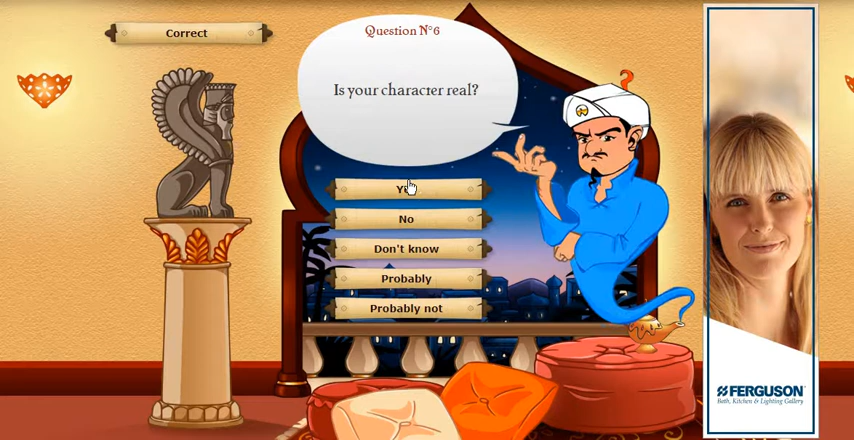 Correct
Question N°6
Is your character real?
No
Don't know
Probably
Probably not
FERGUSON
Bath, Kitchen & Lighting Gallery